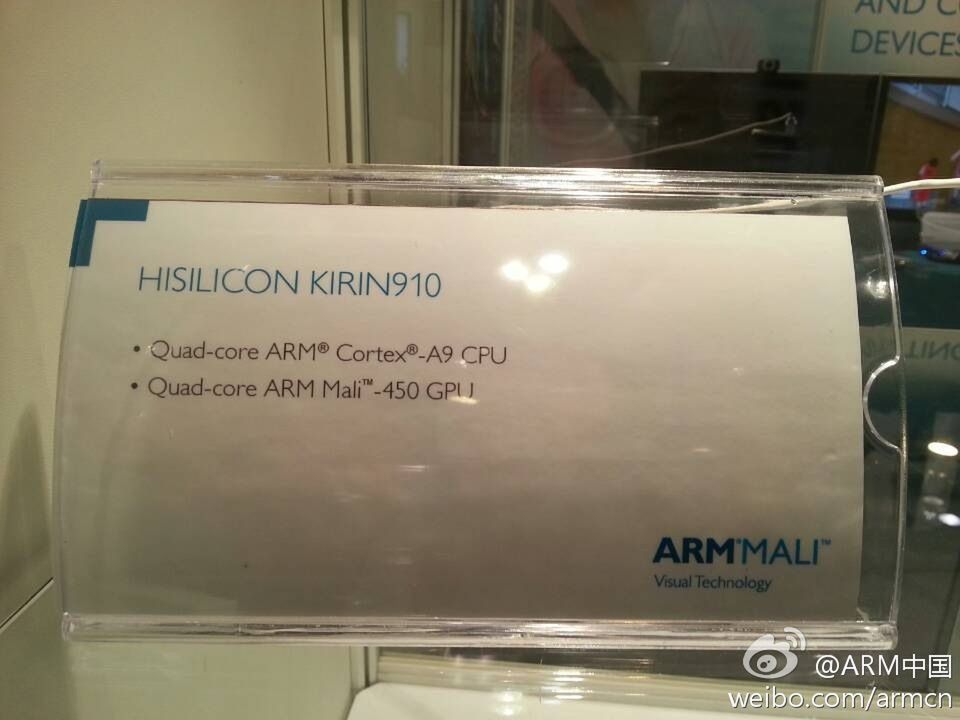 AND
DEVICES
HISILICON KIRIN910
• Quad-core ARM® Cortex®-A9 CPU
• Quad-core ARM Mali™-450 GPU
ARM®MALI™
Visual Technology
@ARM中国
weibo.com/armcn